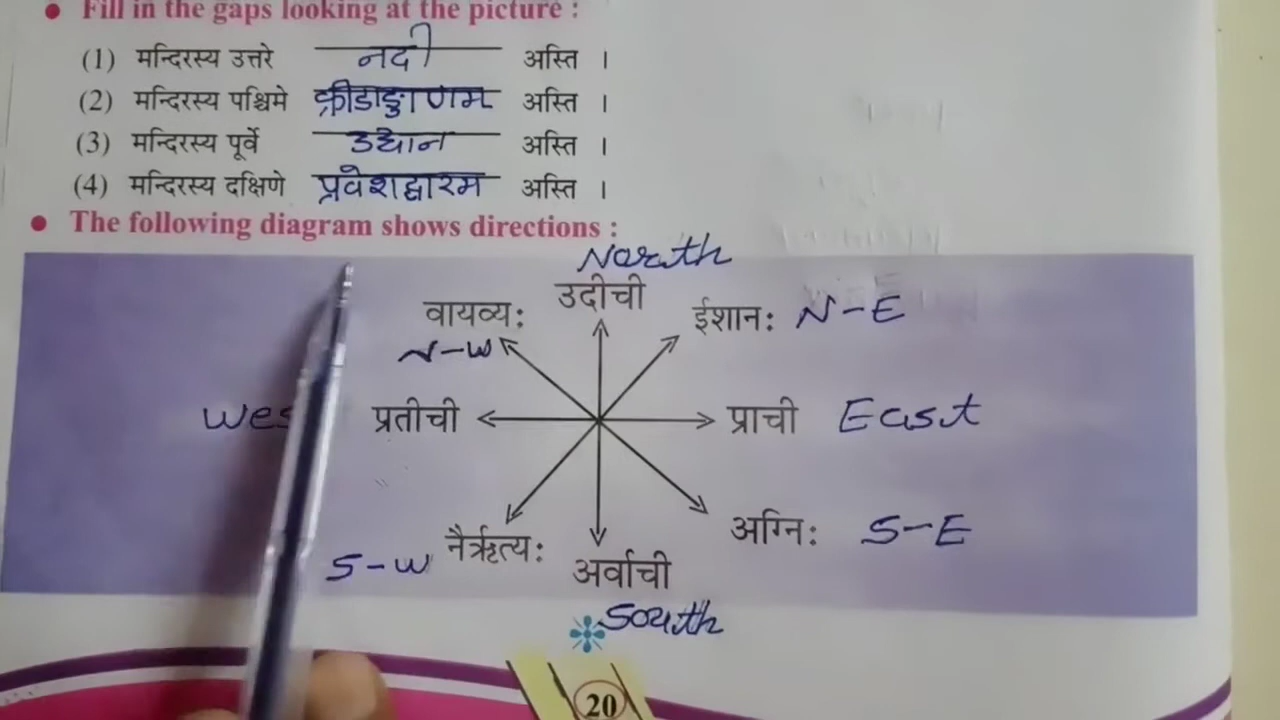 Fill in the gaps looking at the picture :
(1) मन्दिरस्य उत्तरे नदी अस्ति ।
(2) मन्दिरस्य पश्चिमे क्रीडाङ्गणम अस्ति ।
(3) मन्दिरस्य पूर्वे उद्यान अस्ति ।
(4) मन्दिरस्य दक्षिणे प्रवेशद्वारम अस्ति ।
The following diagram shows directions :
North
वायव्यः उदीची ईशानः N-E
N-W
प्रतीची प्राची East
अग्निः S-E
S-W नैर्ऋत्यः अर्वाची
South
20